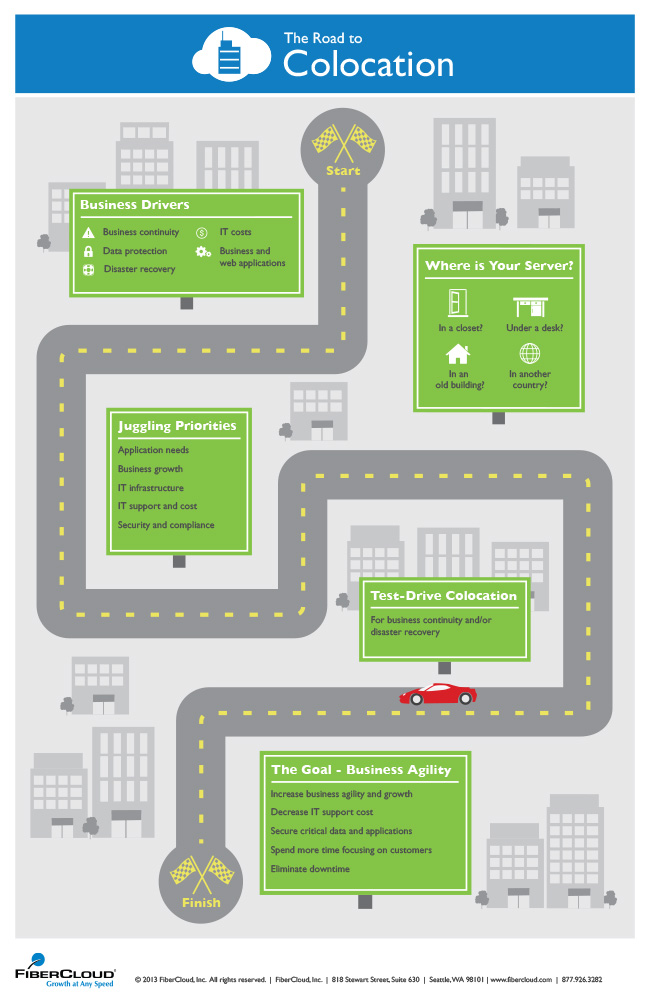 The Road to
Colocation
Start
Business Drivers
Business continuity
Data protection
Disaster recovery
$ IT costs
Business and
web applications
Where is Your Server?
In a closet?
Under a desk?
In an
old building?
In another
country?
Juggling Priorities
Application needs
Business growth
IT infrastructure
IT support and cost
Security and compliance
Test-Drive Colocation
For business continuity and/or
disaster recovery
The Goal - Business Agility
Increase business agility and growth
Decrease IT support cost
Secure critical data and applications
Spend more time focusing on customers
Eliminate downtime
Finish
FIBERCLOUD
Growth at Any Speed
© 2013 FiberCloud, Inc. All rights reserved. | FiberCloud, Inc. | 818 Stewart Street, Suite 630 | Seattle, WA 98101 | www.fibercloud.com | 877.926.3282